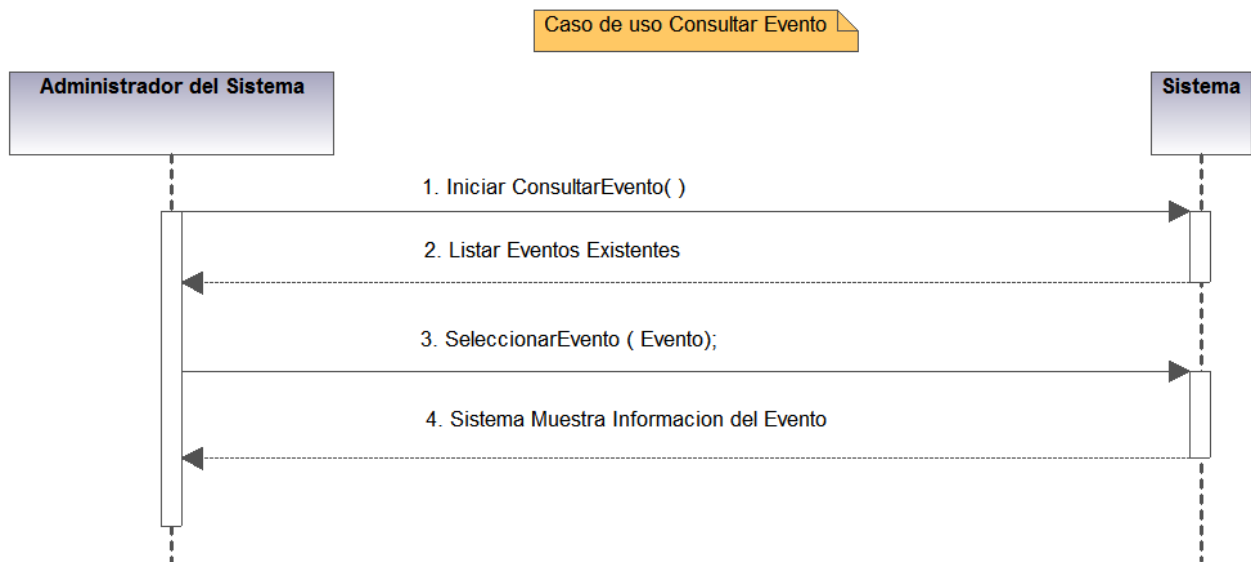 Caso de uso Consultar Evento
Administrador del Sistema
Sistema
1. Iniciar ConsultarEvento( )
2. Listar Eventos Existentes
3. SeleccionarEvento ( Evento);
4. Sistema Muestra Informacion del Evento